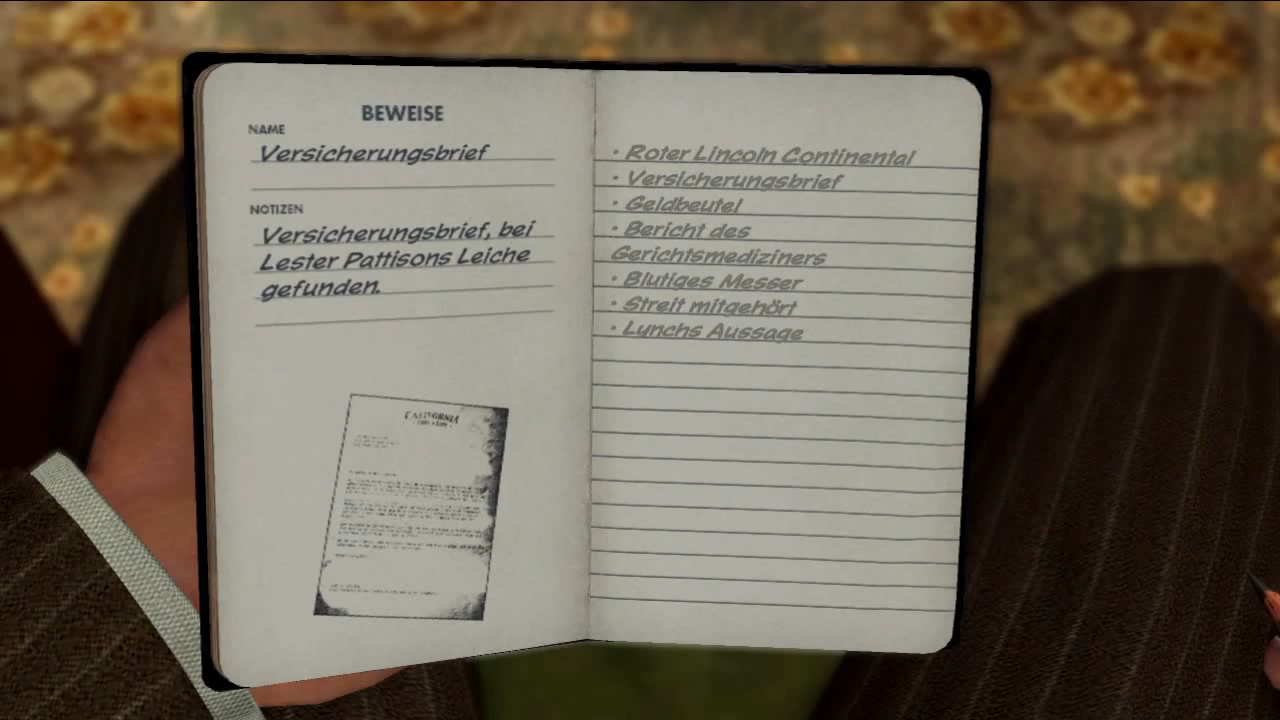 BEWEISE
NAME
Versicherungsbrief
NOTIZEN
Versicherungsbrief, bei
Lester Pattisons Leiche
gefunden.
CALIFORNIA
• Roter Lincoln Continental
• Versicherungsbrief
• Geldbeutel
• Bericht des
Gerichtsmediziners
• Blutiges Messer
• Streit mitgehört
• Lynchs Aussage